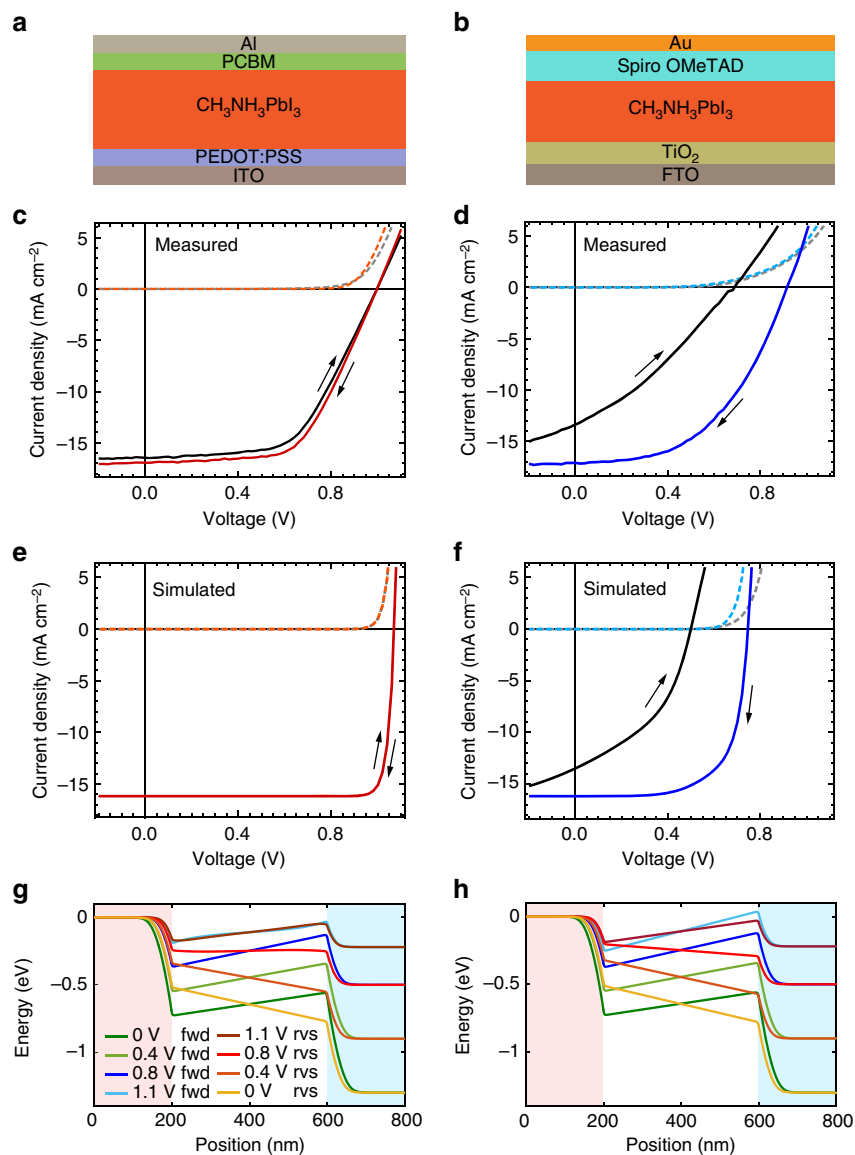 a
Al
PCBM
CH₃NH₃PbI₃
PEDOT:PSS
ITO
b
Au
Spiro OMeTAD
CH₃NH₃PbI₃
TiO₂
FTO
c
Measured
5
0
−5
−10
−15
Current density (mA cm⁻²)
0.0 0.4 0.8
Voltage (V)
d
Measured
5
0
−5
−10
−15
Current density (mA cm⁻²)
0.0 0.4 0.8
Voltage (V)
e
Simulated
5
0
−5
−10
−15
Current density (mA cm⁻²)
0.0 0.4 0.8
Voltage (V)
f
Simulated
5
0
−5
−10
−15
Current density (mA cm⁻²)
0.0 0.4 0.8
Voltage (V)
g
0
−0.5
−1
Energy (eV)
0 V fwd 1.1 V rvs
0.4 V fwd 0.8 V rvs
0.8 V fwd 0.4 V rvs
1.1 V fwd 0 V rvs
0 200 400 600 800
Position (nm)
h
0
−0.5
−1
Energy (eV)
0 200 400 600 800
Position (nm)